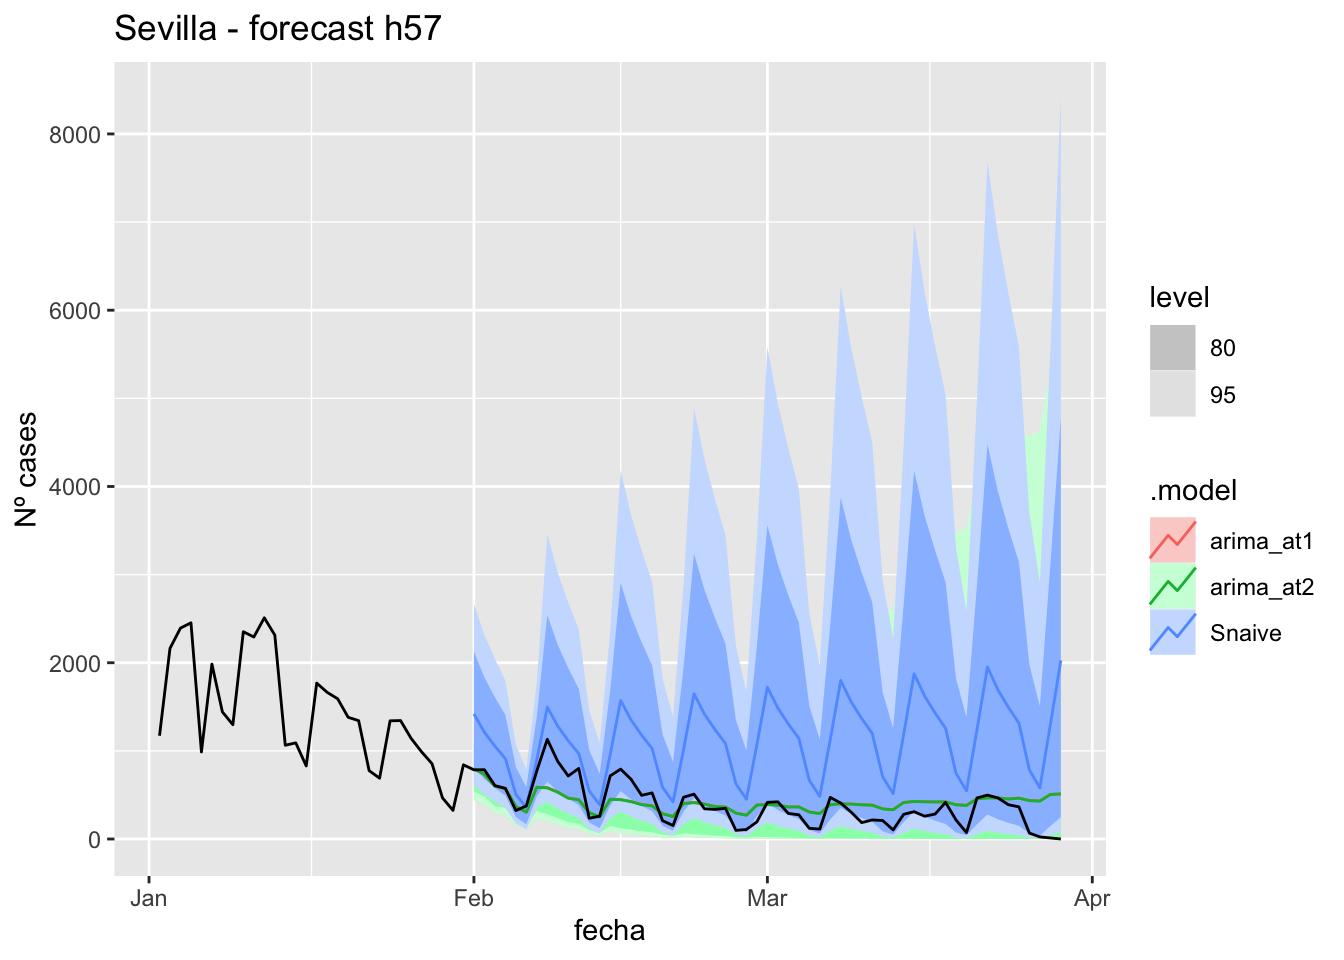 Sevilla - forecast h57
Nº cases
8000
6000
4000
2000
0
Jan
Feb
Mar
Apr
fecha
level
80
95
.model
arima_at1
arima_at2
Snaive